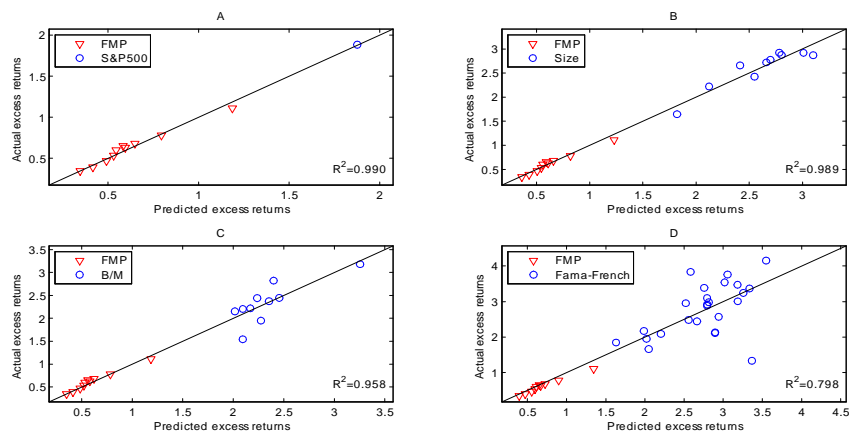 A
FMP
S&P500
2
1.5
1
0.5
Actual excess returns
R²=0.990
0.5
1
1.5
2
Predicted excess returns
B
FMP
Size
3
2.5
2
1.5
1
0.5
Actual excess returns
R²=0.989
0.5
1
1.5
2
2.5
3
Predicted excess returns
C
FMP
B/M
3.5
3
2.5
2
1.5
1
0.5
Actual excess returns
R²=0.958
0.5
1
1.5
2
2.5
3
3.5
Predicted excess returns
D
FMP
Fama-French
4
3
2
1
Actual excess returns
R²=0.798
0.5
1
1.5
2
2.5
3
3.5
4
4.5
Predicted excess returns